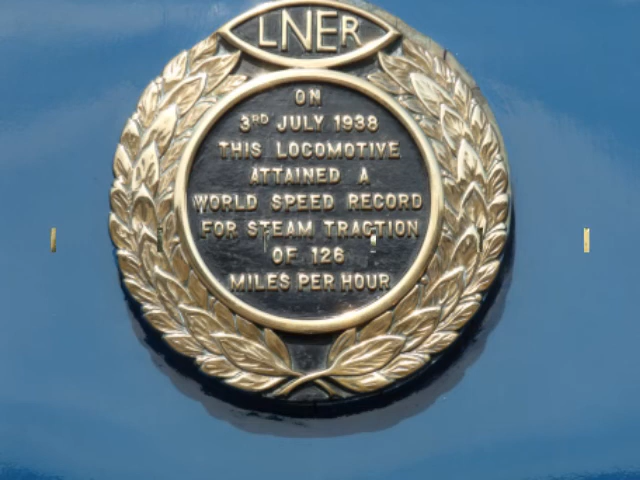 LNER
ON
3RD JULY 1938
THIS LOCOMOTIVE
ATTAINED A
WORLD SPEED RECORD
FOR STEAM TRACTION
OF 126
MILES PER HOUR